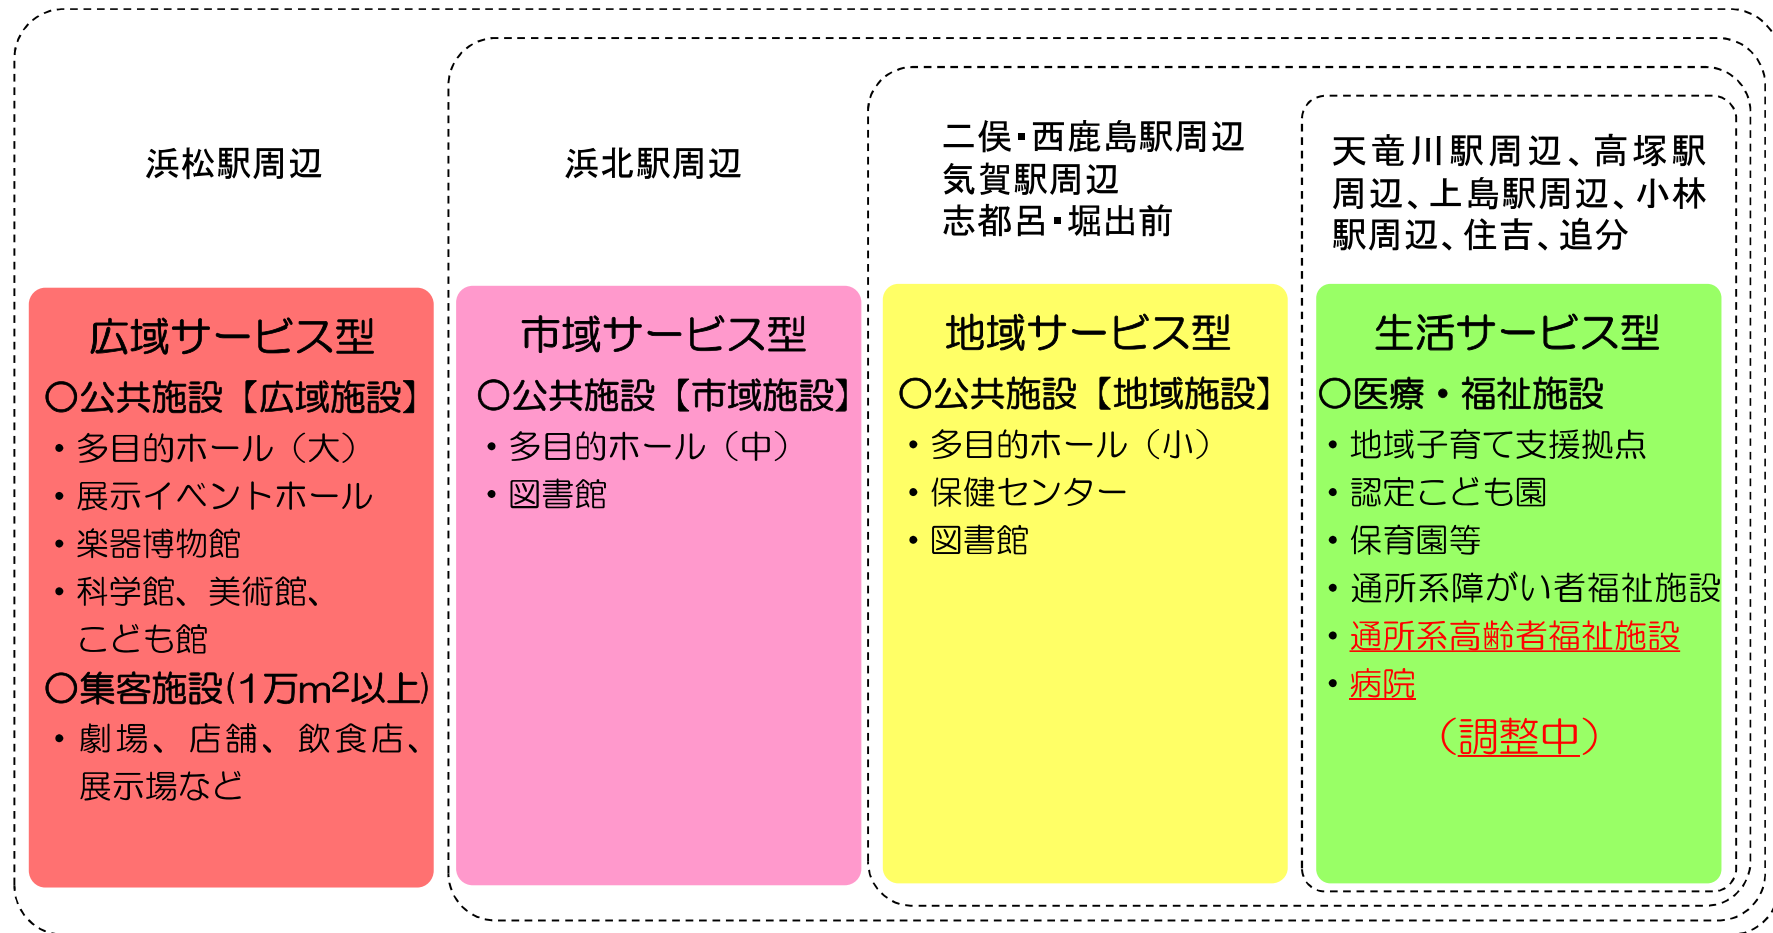 浜松駅周辺
広域サービス型
〇公共施設【広域施設】
・多目的ホール（大）
・展示イベントホール
・楽器博物館
・科学館、美術館、
こども館
〇集客施設(1万m²以上)
・劇場、店舗、飲食店、
展示場など
浜北駅周辺
市域サービス型
〇公共施設【市域施設】
・多目的ホール（中）
・図書館
二俣・西鹿島駅周辺
気賀駅周辺
志都呂・堀出前
地域サービス型
〇公共施設【地域施設】
・多目的ホール（小）
・保健センター
・図書館
天竜川駅周辺、高塚駅
周辺、上島駅周辺、小林
駅周辺、住吉、追分
生活サービス型
〇医療・福祉施設
・地域子育て支援拠点
・認定こども園
・保育園等
・通所系障がい者福祉施設
・通所系高齢者福祉施設
・病院
（調整中）